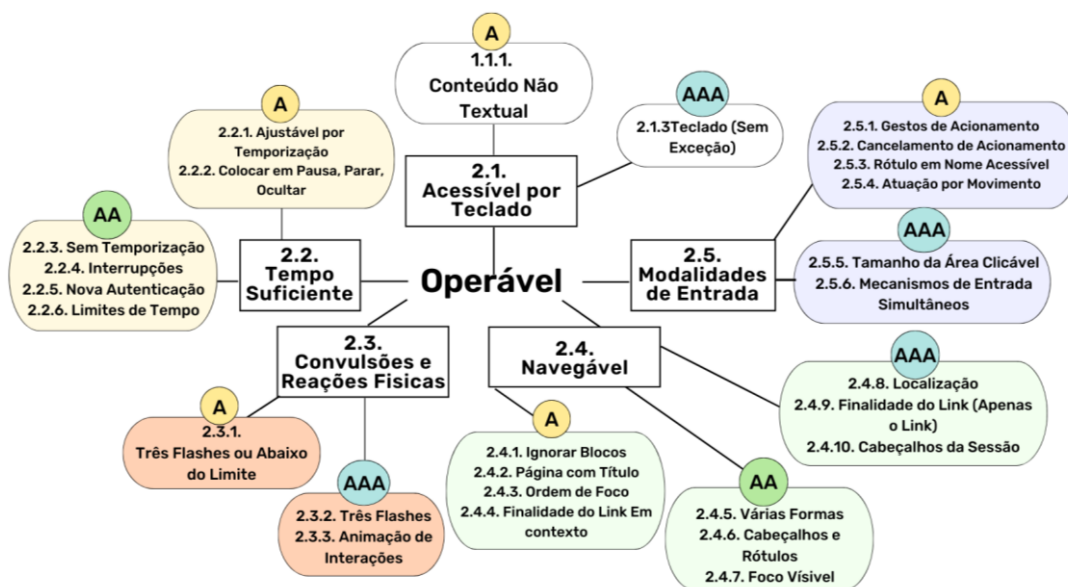 A
1.1.1.
Conteúdo Não
Textual
AAA
2.1.3Teclado (Sem
Exceção)
2.1.
Acessível por
Teclado
A
2.2.1. Ajustável por
Temporização
2.2.2. Colocar em Pausa, Parar,
Ocultar
AA
2.2.3. Sem Temporização
2.2.4. Interrupções
2.2.5. Nova Autenticação
2.2.6. Limites de Tempo
2.2.
Tempo
Suficiente
Operável
2.5.
Modalidades
de Entrada
A
2.5.1. Gestos de Acionamento
2.5.2. Cancelamento de Acionamento
2.5.3. Rótulo em Nome Acessível
2.5.4. Atuação por Movimento
AAA
2.5.5. Tamanho da Área Clicável
2.5.6. Mecanismos de Entrada
Simultâneos
2.3.
Convulsões e
Reações Fisicas
A
2.3.1.
Três Flashes ou Abaixo
do Limite
AAA
2.3.2. Três Flashes
2.3.3. Animação de
Interações
2.4.
Navegável
A
2.4.1. Ignorar Blocos
2.4.2. Página com Título
2.4.3. Ordem de Foco
2.4.4. Finalidade do Link Em
contexto
AA
2.4.5. Várias Formas
2.4.6. Cabeçalhos e
Rótulos
2.4.7. Foco Vísivel
AAA
2.4.8. Localização
2.4.9. Finalidade do Link (Apenas
o Link)
2.4.10. Cabeçalhos da Sessão